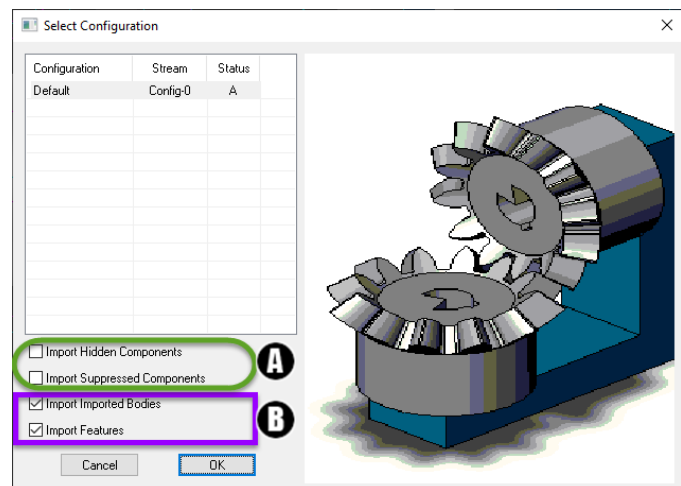 Select Configuration
Configuration Stream Status
Default Config-0 A
Import Hidden Components
Import Suppressed Components
A
Import Imported Bodies
Import Features
B
Cancel OK